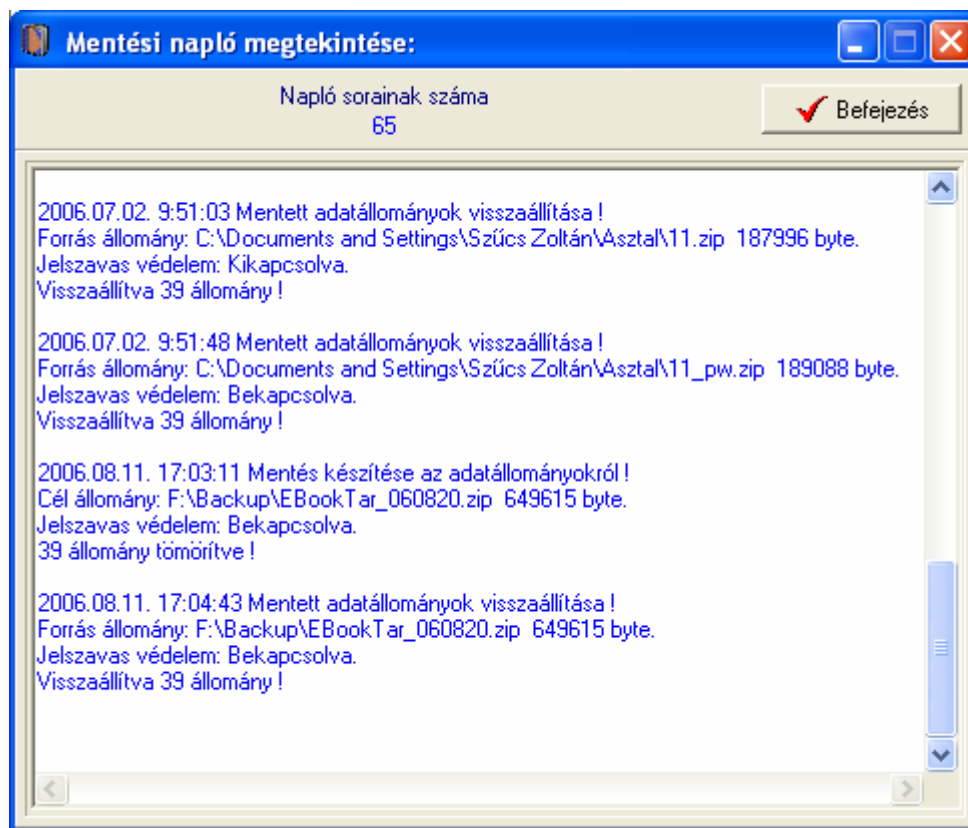 Mentési napló megtekintése:
Napló sorainak száma
65
Befejezés
2006.07.02. 9:51:03 Mentett adatállományok visszaállítása !
Forrás állomány: C:\Documents and Settings\Szűcs Zoltán\Asztal\11.zip  187996 byte.
Jelszavas védelem: Kikapcsolva.
Visszaállítva 39 állomány !
2006.07.02. 9:51:48 Mentett adatállományok visszaállítása !
Forrás állomány: C:\Documents and Settings\Szűcs Zoltán\Asztal\11_pw.zip  189088 byte.
Jelszavas védelem: Bekapcsolva.
Visszaállítva 39 állomány !
2006.08.11. 17:03:11 Mentés készítése az adatállományokról !
Cél állomány: F:\Backup\EBookTar_060820.zip  649615 byte.
Jelszavas védelem: Bekapcsolva.
39 állomány tömörítve !
2006.08.11. 17:04:43 Mentett adatállományok visszaállítása !
Forrás állomány: F:\Backup\EBookTar_060820.zip  649615 byte.
Jelszavas védelem: Bekapcsolva.
Visszaállítva 39 állomány !